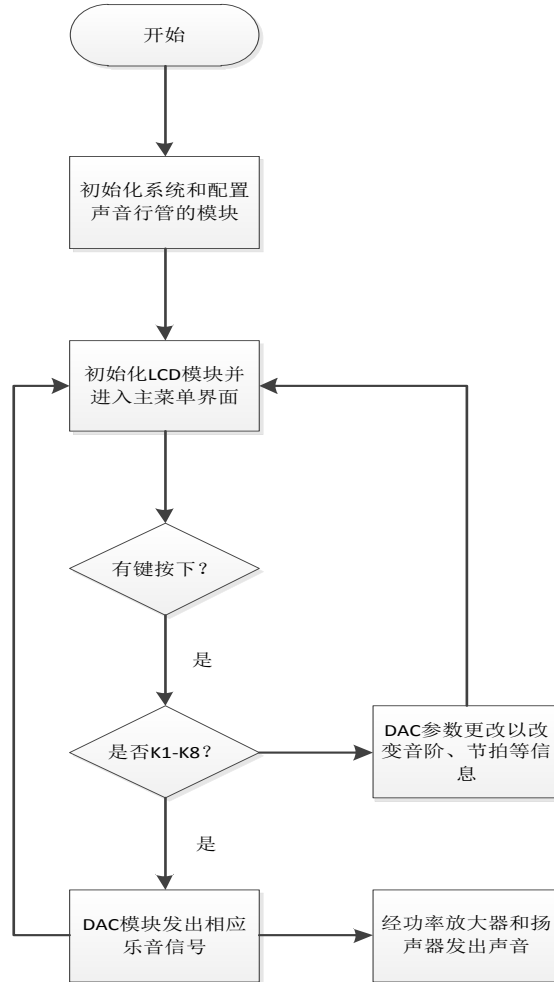 开始
初始化系统和配置
声音行管的模块
初始化LCD模块并
进入主菜单界面
有键按下？
是
是否K1-K8？
DAC参数更改以改
变音阶、节拍等信
息
是
DAC模块发出相应
乐音信号
经功率放大器和扬
声器发出声音